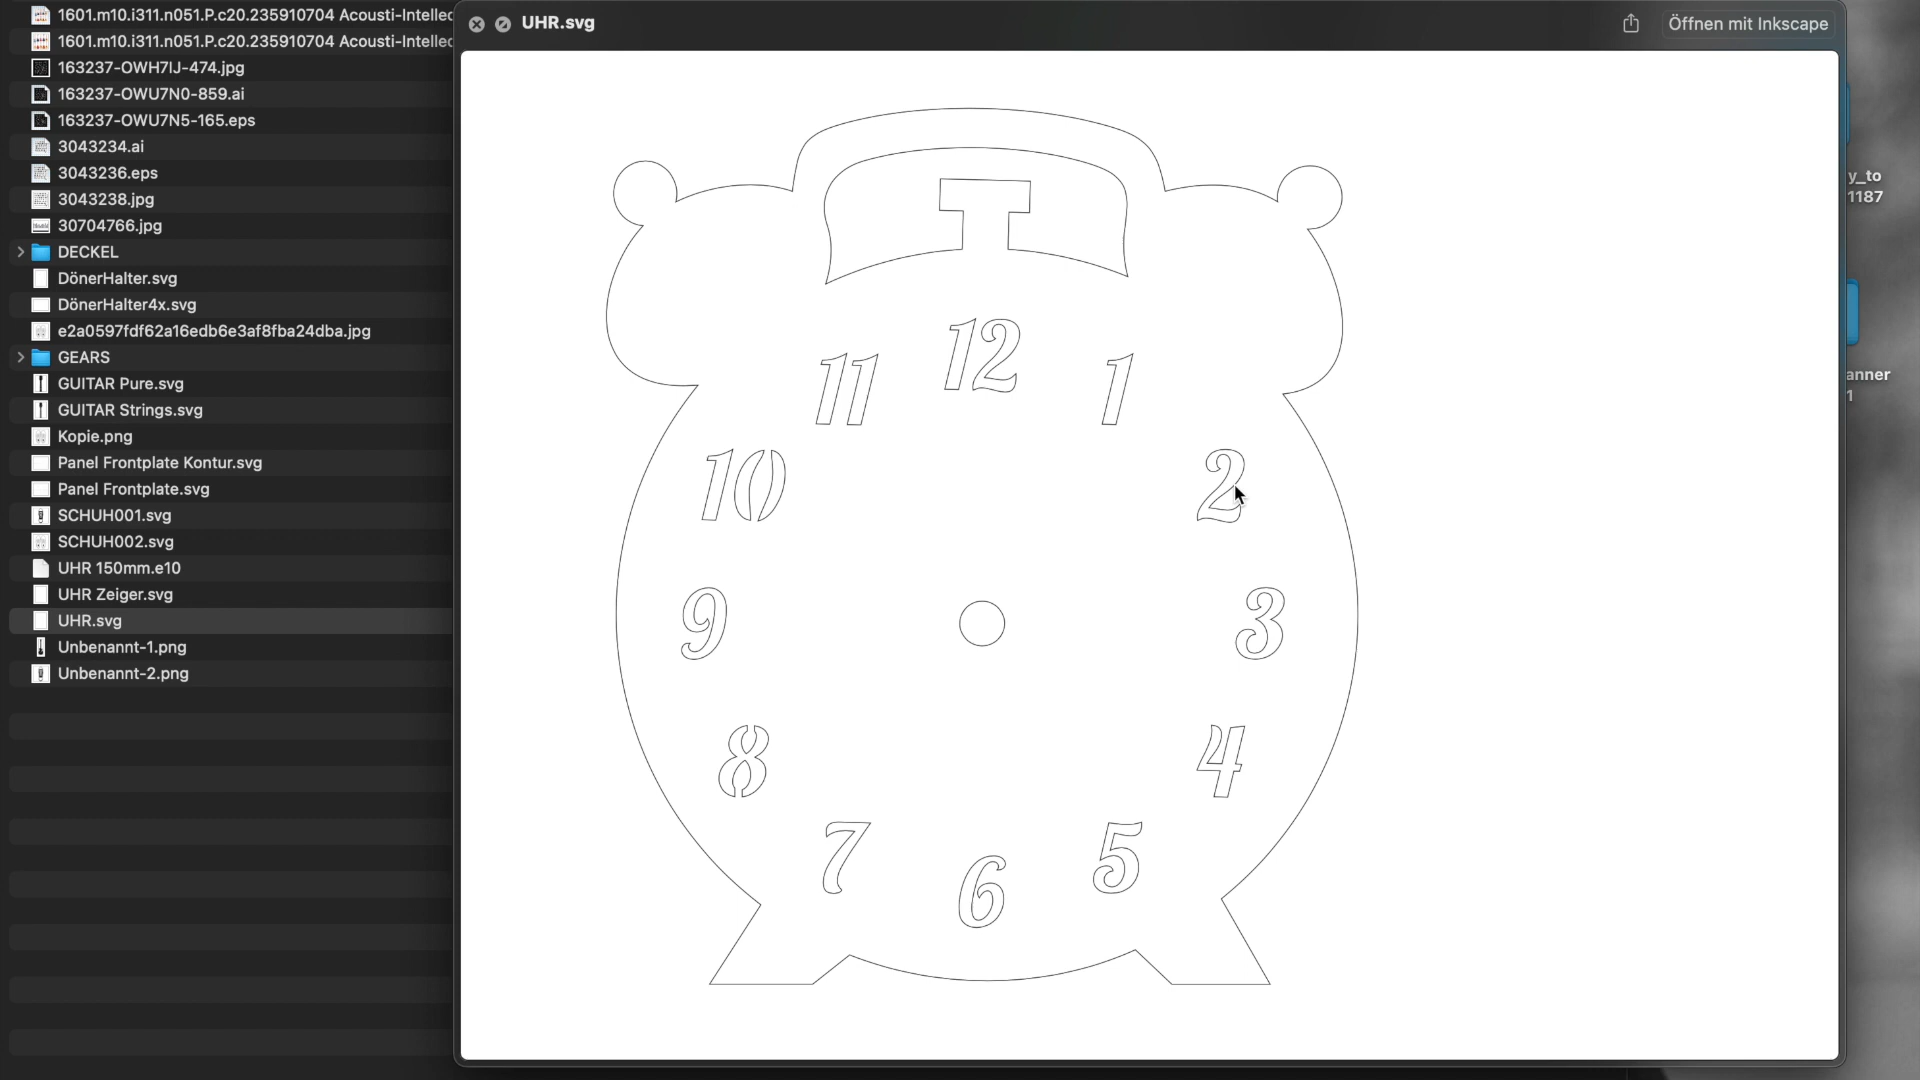 1601.m10.i311.n051.P.c20.235910704 Acousti-Intellec
1601.m10.i311.n051.P.c20.235910704 Acousti-Intellec
163237-OWH7IJ-474.jpg
163237-OWU7N0-859.ai
163237-OWU7N5-165.eps
3043234.ai
3043236.eps
3043238.jpg
30704766.jpg
DECKEL
DönerHalter.svg
DönerHalter4x.svg
e2a0597fdf62a16edb6e3af8fba24dba.jpg
GEARS
GUITAR Pure.svg
GUITAR Strings.svg
Kopie.png
Panel Frontplate Kontur.svg
Panel Frontplate.svg
SCHUH001.svg
SCHUH002.svg
UHR 150mm.e10
UHR Zeiger.svg
UHR.svg
Unbenannt-1.png
Unbenannt-2.png
UHR.svg
Öffnen mit Inkscape
12
11
1
10
2
9
3
8
4
7
5
6
y_to
1187
anner
1